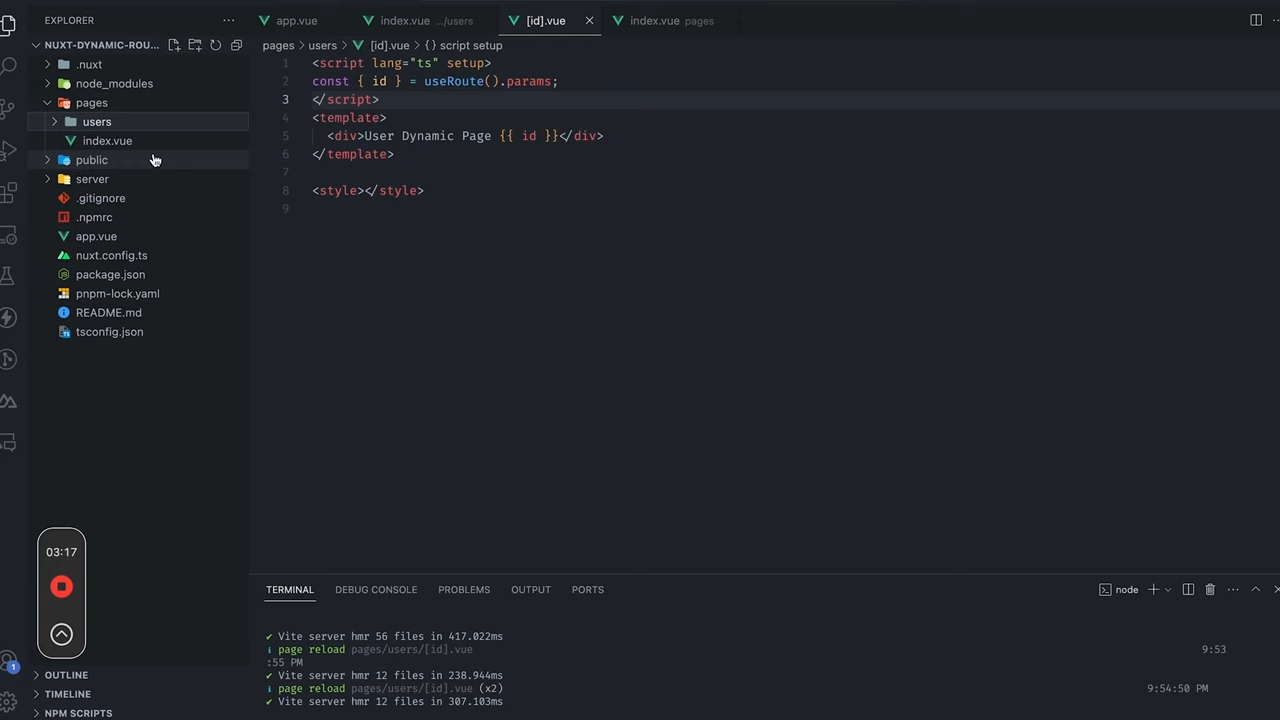 EXPLORER
NUXT-DYNAMIC-ROU...
.nuxt
node_modules
pages
users
index.vue
public
server
.gitignore
.npmrc
app.vue
nuxt.config.ts
package.json
pnpm-lock.yaml
README.md
tsconfig.json
03:17
1
OUTLINE
TIMELINE
NPM SCRIPTS
app.vue
index.vue .../users
[id].vue
index.vue pages
pages > users > [id].vue > {} script setup
1 <script lang="ts" setup>
2 const { id } = useRoute().params;
3 </script>
4 <template>
5 <div>User Dynamic Page {{ id }}</div>
6 </template>
7
8 <style></style>
9
TERMINAL DEBUG CONSOLE PROBLEMS OUTPUT PORTS
node
✔ Vite server hmr 56 files in 417.022ms
ℹ page reload pages/users/[id].vue 9:53
:55 PM
✔ Vite server hmr 12 files in 238.944ms
ℹ page reload pages/users/[id].vue (x2) 9:54:50 PM
✔ Vite server hmr 12 files in 307.103ms